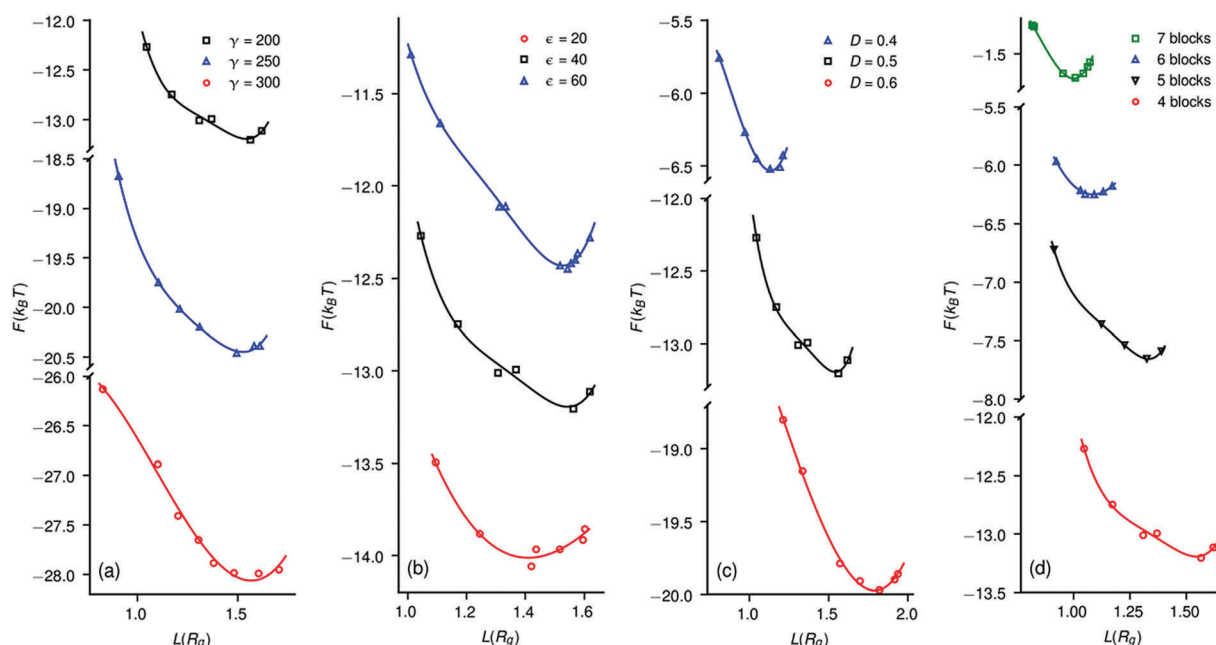 −12.0
−12.5
−13.0
−18.5
−19.0
−19.5
−20.0
−20.5
−26.0
−26.5
−27.0
−27.5
−28.0
F(k_BT)
γ = 200
γ = 250
γ = 300
(a)
1.0
1.5
L(R_g)
−11.5
−12.0
−12.5
−13.0
−13.5
−14.0
F(k_BT)
ϵ = 20
ϵ = 40
ϵ = 60
(b)
1.0
1.2
1.4
1.6
L(R_g)
−5.5
−6.0
−6.5
−12.0
−12.5
−13.0
−19.0
−19.5
−20.0
F(k_BT)
D = 0.4
D = 0.5
D = 0.6
(c)
1.0
1.5
2.0
L(R_g)
−1.5
−5.5
−6.0
−6.5
−7.0
−7.5
−8.0
−12.0
−12.5
−13.0
−13.5
F(k_BT)
7 blocks
6 blocks
5 blocks
4 blocks
(d)
1.00
1.25
1.50
L(R_g)